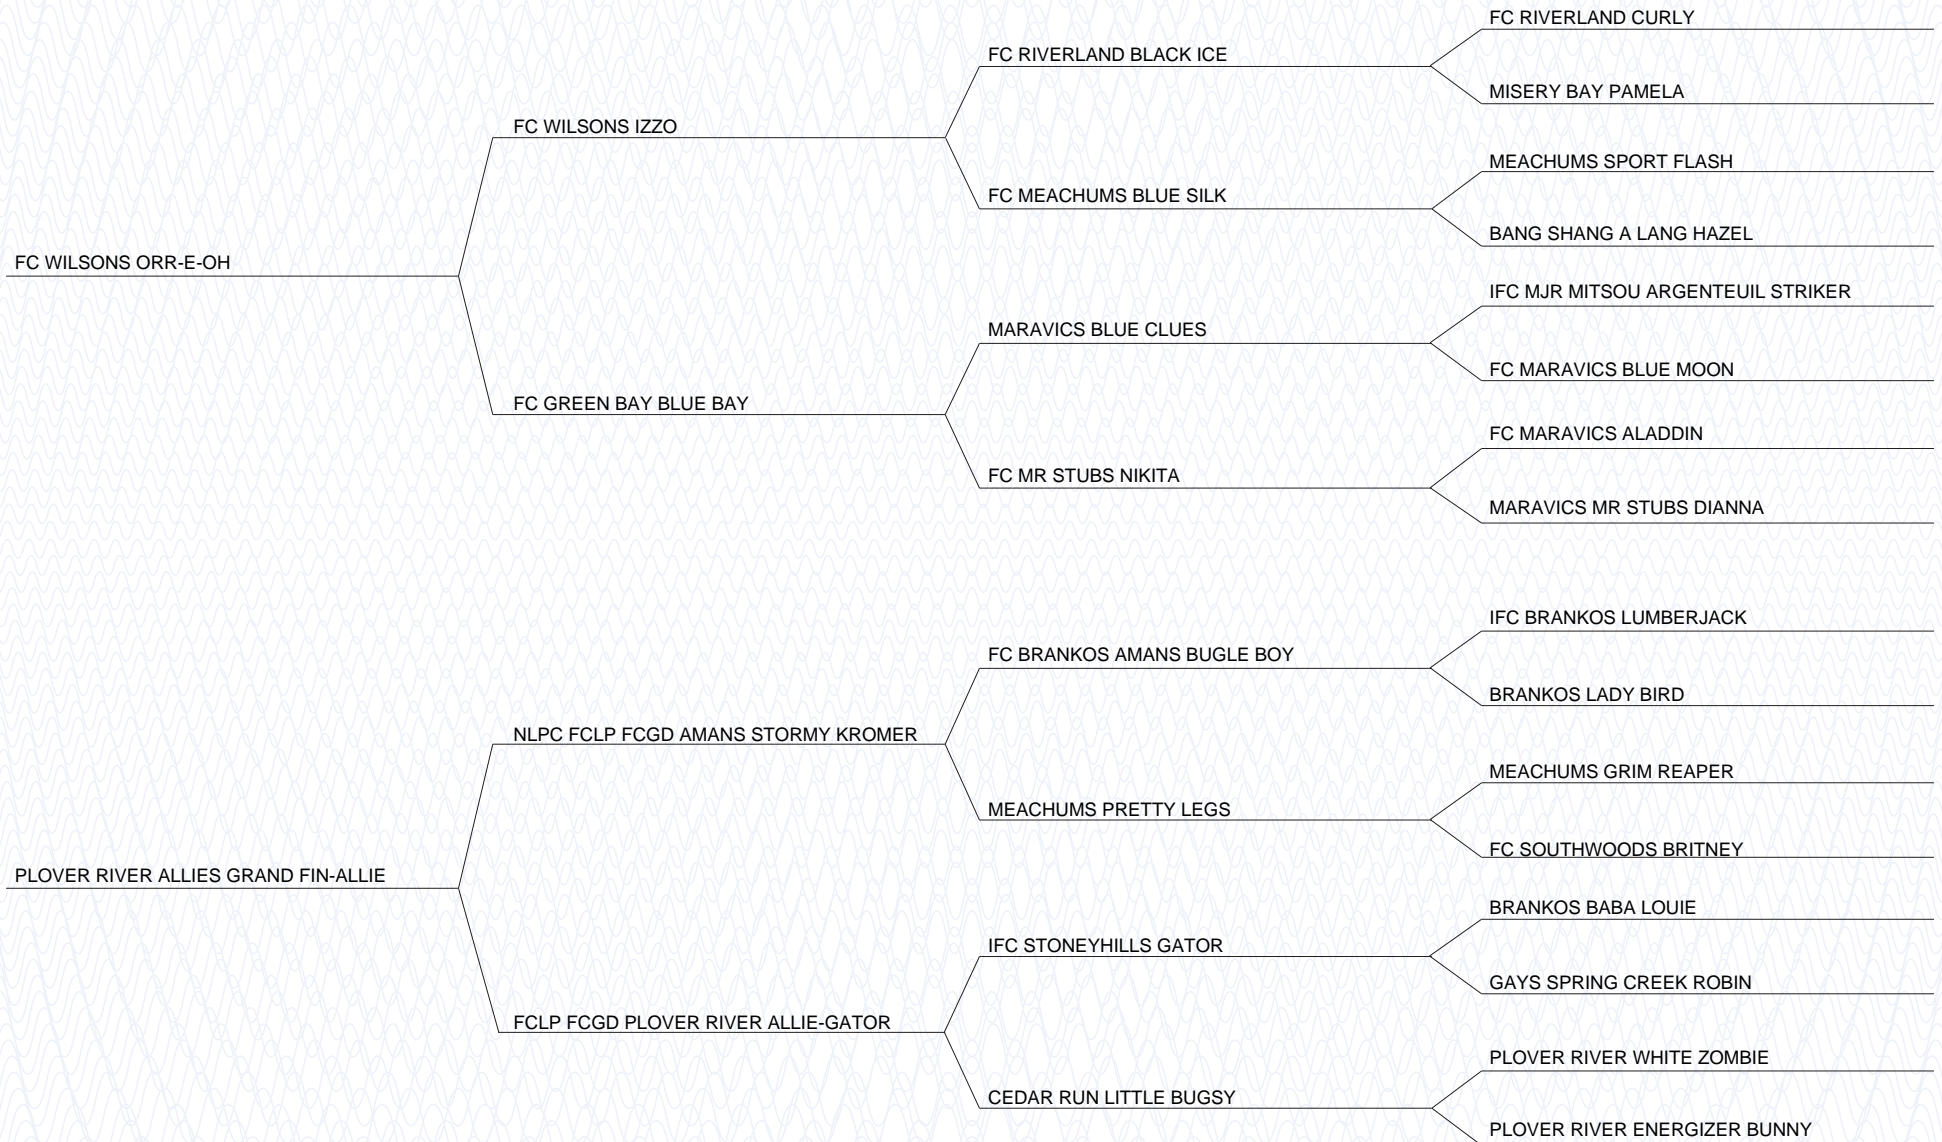 FC RIVERLAND CURLY
FC RIVERLAND BLACK ICE
MISERY BAY PAMELA
FC WILSONS IZZO
MEACHUMS SPORT FLASH
FC MEACHUMS BLUE SILK
BANG SHANG A LANG HAZEL
FC WILSONS ORR-E-OH
IFC MJR MITSOU ARGENTEUIL STRIKER
MARAVICS BLUE CLUES
FC MARAVICS BLUE MOON
FC GREEN BAY BLUE BAY
FC MARAVICS ALADDIN
FC MR STUBS NIKITA
MARAVICS MR STUBS DIANNA
IFC BRANKOS LUMBERJACK
FC BRANKOS AMANS BUGLE BOY
BRANKOS LADY BIRD
NLPC FCLP FCGD AMANS STORMY KROMER
MEACHUMS GRIM REAPER
MEACHUMS PRETTY LEGS
FC SOUTHWOODS BRITNEY
PLOVER RIVER ALLIES GRAND FIN-ALLIE
BRANKOS BABA LOUIE
IFC STONEYHILLS GATOR
GAYS SPRING CREEK ROBIN
FCLP FCGD PLOVER RIVER ALLIE-GATOR
PLOVER RIVER WHITE ZOMBIE
CEDAR RUN LITTLE BUGSY
PLOVER RIVER ENERGIZER BUNNY